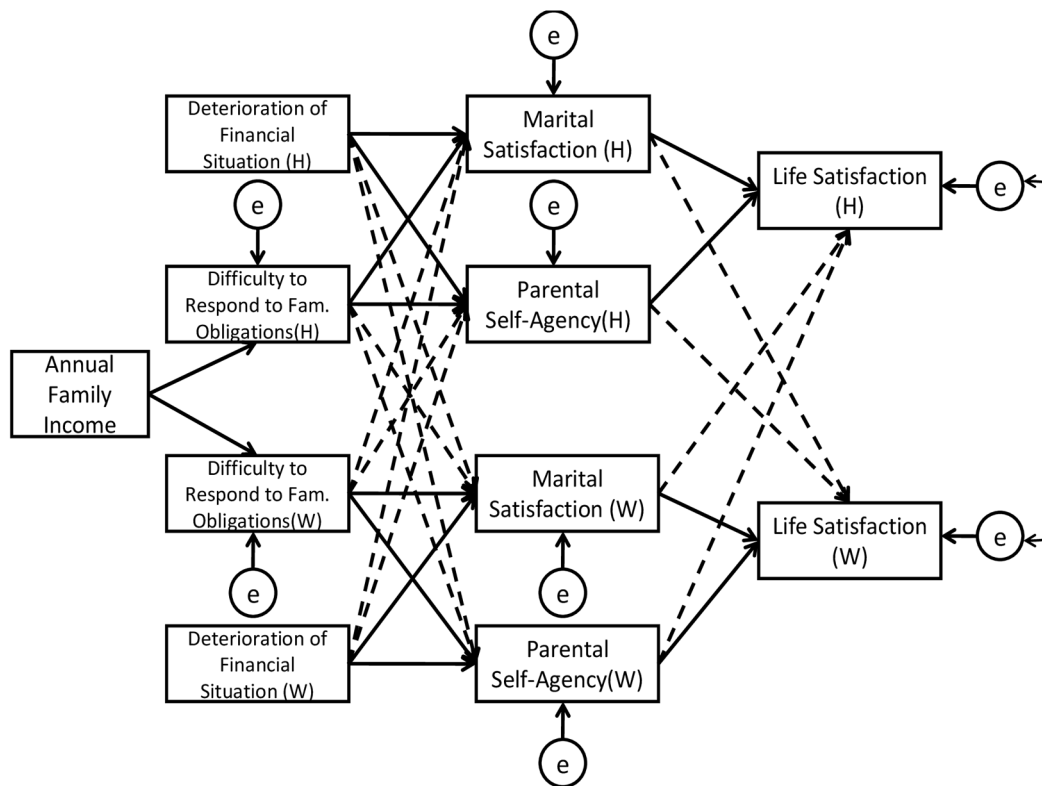 e
Deterioration of
Financial
Situation (H)
Marital
Satisfaction (H)
Life Satisfaction
(H)
e
e
e
Difficulty to
Respond to Fam.
Obligations(H)
Parental
Self-Agency(H)
Annual
Family
Income
Difficulty to
Respond to Fam.
Obligations(W)
Marital
Satisfaction (W)
Life Satisfaction
(W)
e
e
e
Deterioration of
Financial
Situation (W)
Parental
Self-Agency(W)
e